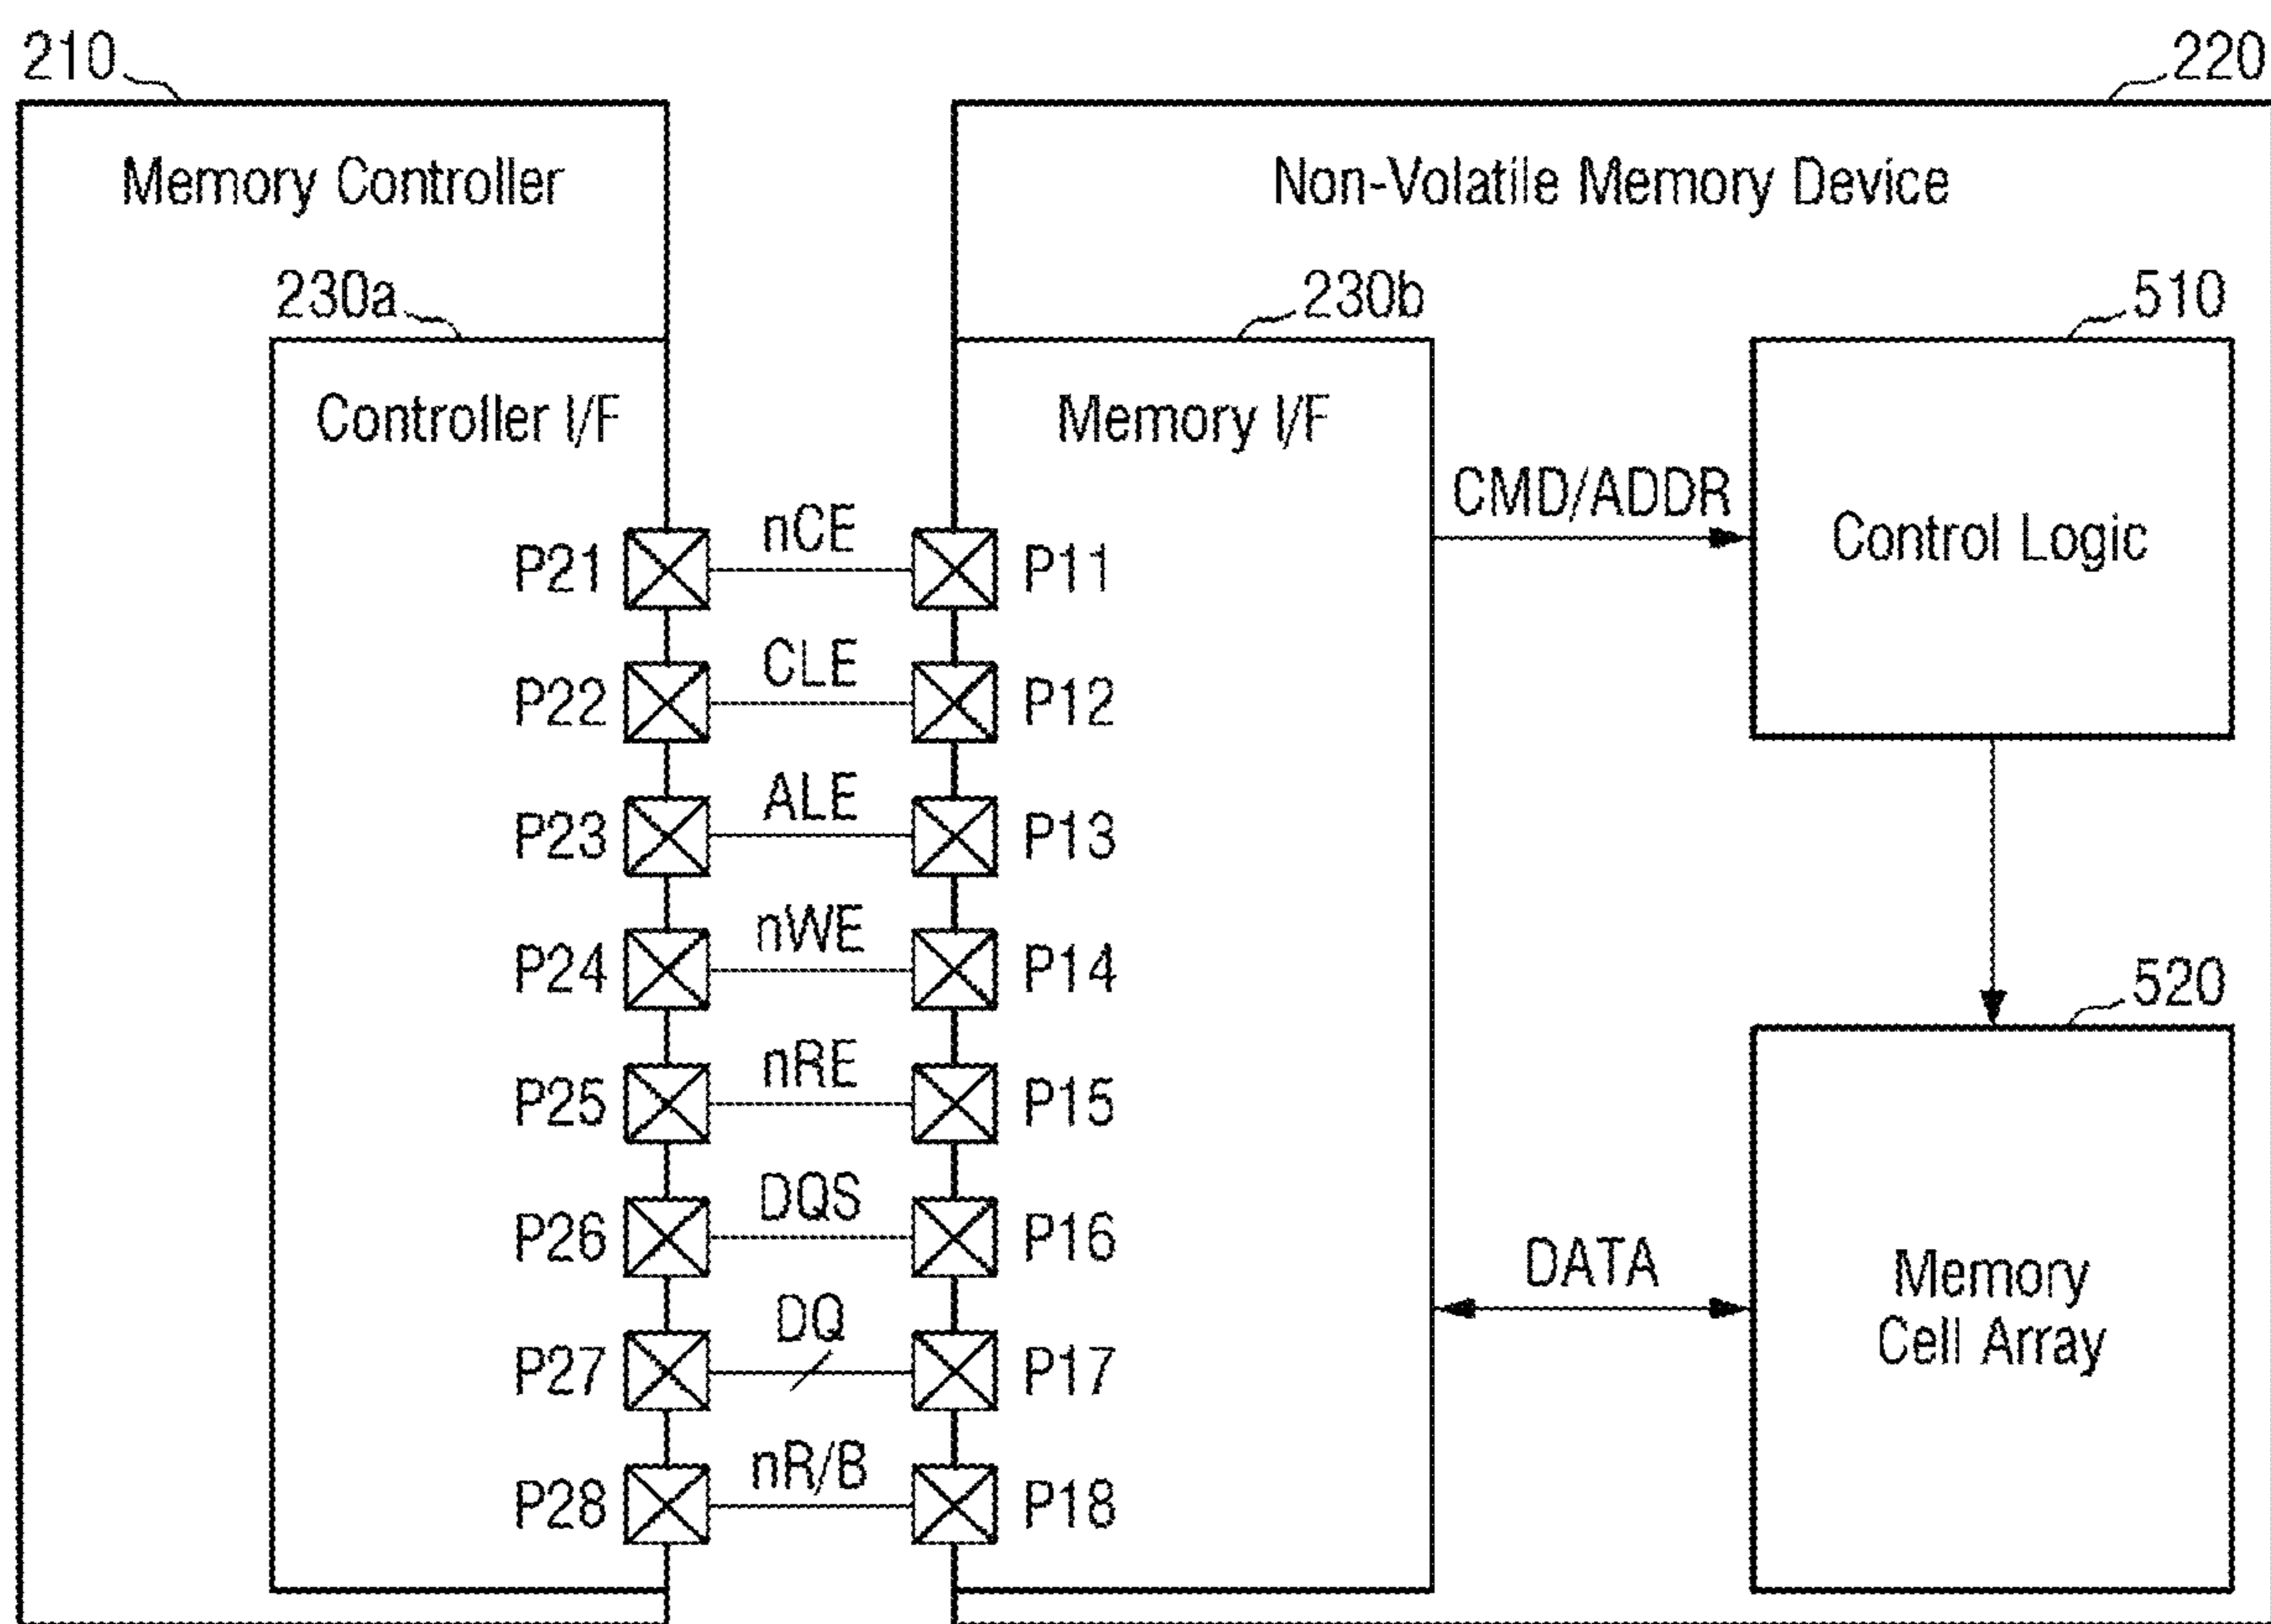 210
220
Memory Controller
Non-Volatile Memory Device
230a
230b
510
Controller I/F
Memory I/F
CMD/ADDR
Control Logic
P21 nCE P11
P22 CLE P12
P23 ALE P13
P24 nWE P14
520
P25 nRE P15
P26 DQS P16
DATA
Memory
Cell Array
P27 DQ P17
P28 nR/B P18